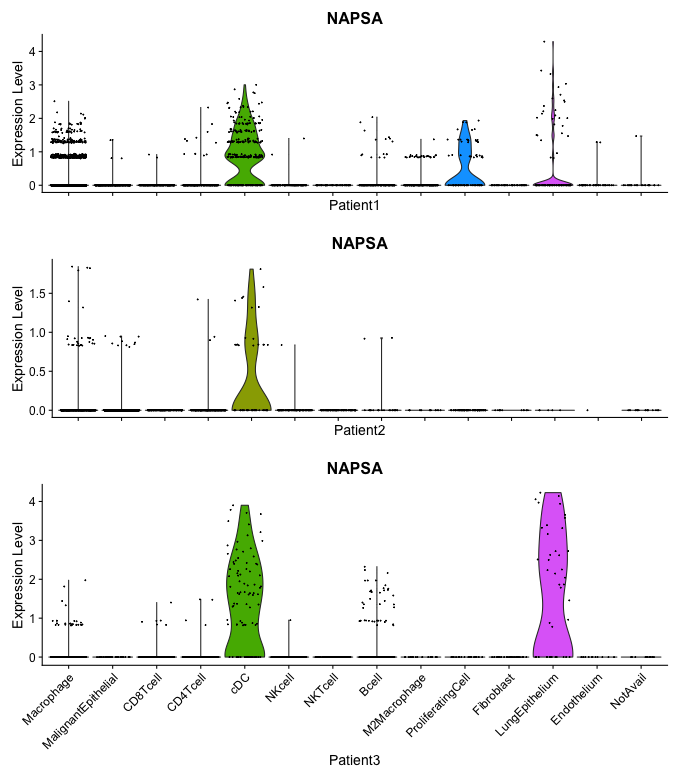 NAPSA
Expression Level
4
3
2
1
0
Patient1
NAPSA
Expression Level
1.5
1.0
0.5
0.0
Patient2
NAPSA
Expression Level
4
3
2
1
0
Macrophage
MalignantEpithelial
CD8Tcell
CD4Tcell
cDC
NKcell
NKTcell
Bcell
M2Macrophage
ProliferatingCell
Fibroblast
LungEpithelium
Endothelium
NotAvail
Patient3